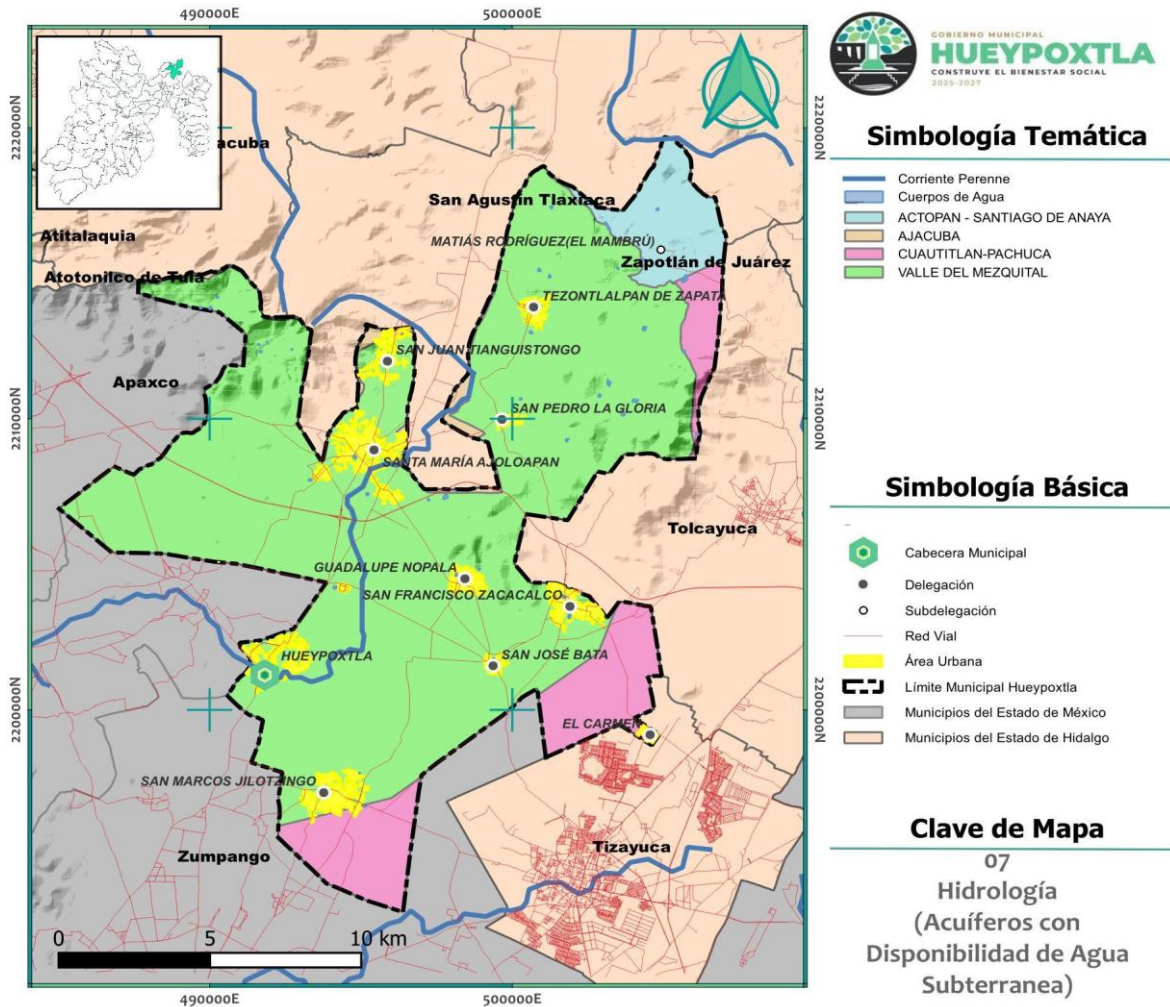 490000E
500000E
2220000N
2220000N
acuba
San Agustín Tlaxiaca
Atitalaquia
MATIÁS RODRÍGUEZ(EL MAMBRÚ)
Zapotlán de Juárez
Atotonilco de Tula
TEZONTLALPAN DE ZAPATA
SAN JUAN TIANGUISTONGO
Apaxco
2210000N
2210000N
SAN PEDRO LA GLORIA
SANTA MARÍA AJOLOAPAN
Tolcayuca
GUADALUPE NOPALA
SAN FRANCISCO ZACACALCO
HUEYPOXTLA
SAN JOSÉ BATA
2200000N
2200000N
EL CARMEN
SAN MARCOS JILOTZINGO
Zumpango
Tizayuca
0 5 10 km
490000E
500000E
GOBIERNO MUNICIPAL
HUEYPOXTLA
CONSTRUYE EL BIENESTAR SOCIAL
2025-2027
Simbología Temática
Corriente Perenne
Cuerpos de Agua
ACTOPAN - SANTIAGO DE ANAYA
AJACUBA
CUAUTITLAN-PACHUCA
VALLE DEL MEZQUITAL
Simbología Básica
Cabecera Municipal
Delegación
Subdelegación
Red Vial
Área Urbana
Límite Municipal Hueypoxtla
Municipios del Estado de México
Municipios del Estado de Hidalgo
Clave de Mapa
07
Hidrología
(Acuíferos con
Disponibilidad de Agua
Subterranea)